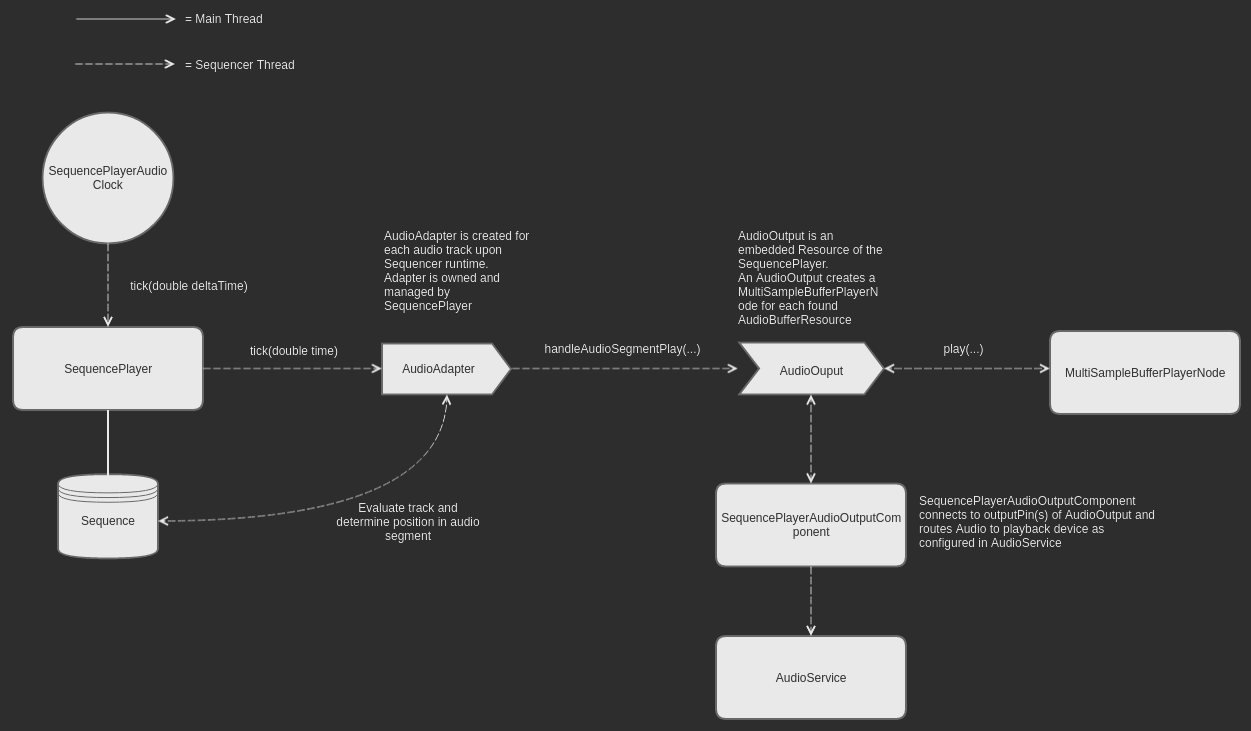 = Main Thread
= Sequencer Thread
SequencePlayerAudio
Clock
tick(double deltaTime)
SequencePlayer
tick(double time)
AudioAdapter is created for
each audio track upon
Sequencer runtime.
Adapter is owned and
managed by
SequencePlayer
AudioAdapter
handleAudioSegmentPlay(...)
AudioOutput is an
embedded Resource of the
SequencePlayer.
An AudioOutput creates a
MultiSampleBufferPlayerN
ode for each found
AudioBufferResource
AudioOuput
play(...)
MultiSampleBufferPlayerNode
Sequence
Evaluate track and
determine position in audio
segment
SequencePlayerAudioOutputCom
ponent
SequencePlayerAudioOutputComponent
connects to outputPin(s) of AudioOutput and
routes Audio to playback device as
configured in AudioService
AudioService